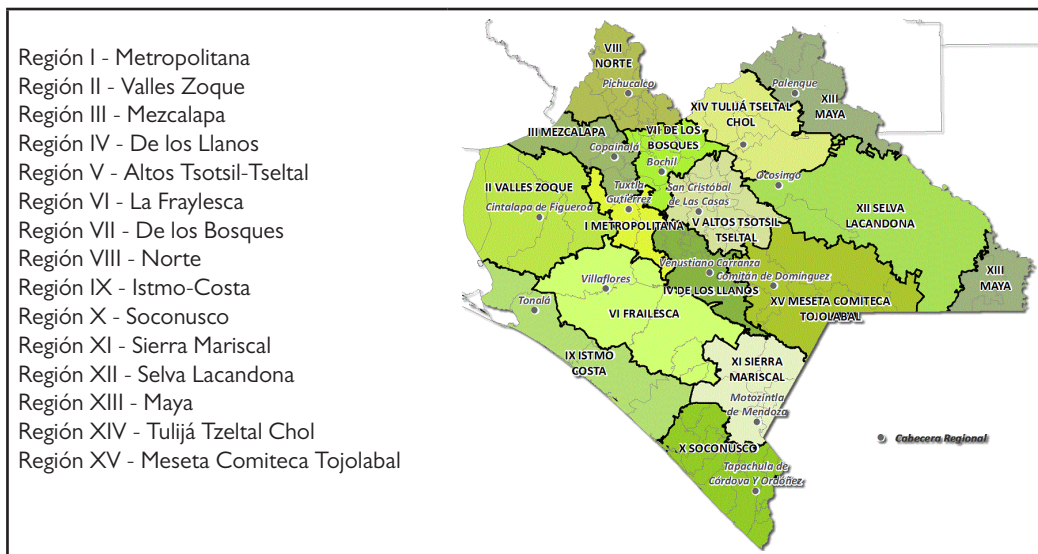 Región I - Metropolitana
Región II - Valles Zoque
Región III - Mezcalapa
Región IV - De los Llanos
Región V - Altos Tsotsil-Tseltal
Región VI - La Fraylesca
Región VII - De los Bosques
Región VIII - Norte
Región IX - Istmo-Costa
Región X - Soconusco
Región XI - Sierra Mariscal
Región XII - Selva Lacandona
Región XIII - Maya
Región XIV - Tulijá Tzeltal Chol
Región XV - Meseta Comiteca Tojolabal
VIII
NORTE
Pichucalco
Palenque
XIII
MAYA
XIV TULIJÁ TSELTAL
CHOL
III MEZCALAPA
Copainalá
VII DE LOS
BOSQUES
Bochil
Ocosingo
II VALLES ZOQUE
Cintalapa de Figueroa
Tuxtla
Gutiérrez
I METROPOLITANA
San Cristóbal
de Las Casas
V ALTOS TSOTSIL
TSELTAL
XII SELVA
LACANDONA
Venustiano Carranza
IV DE LOS LLANOS
Comitán de Domínguez
XV MESETA COMITECA
TOJOLABAL
XIII
MAYA
Villaflores
VI FRAILESCA
Tonalá
IX ISTMO
COSTA
XI SIERRA
MARISCAL
Motozintla
de Mendoza
X SOCONUSCO
Tapachula de
Córdova Y Ordóñez
Cabecera Regional